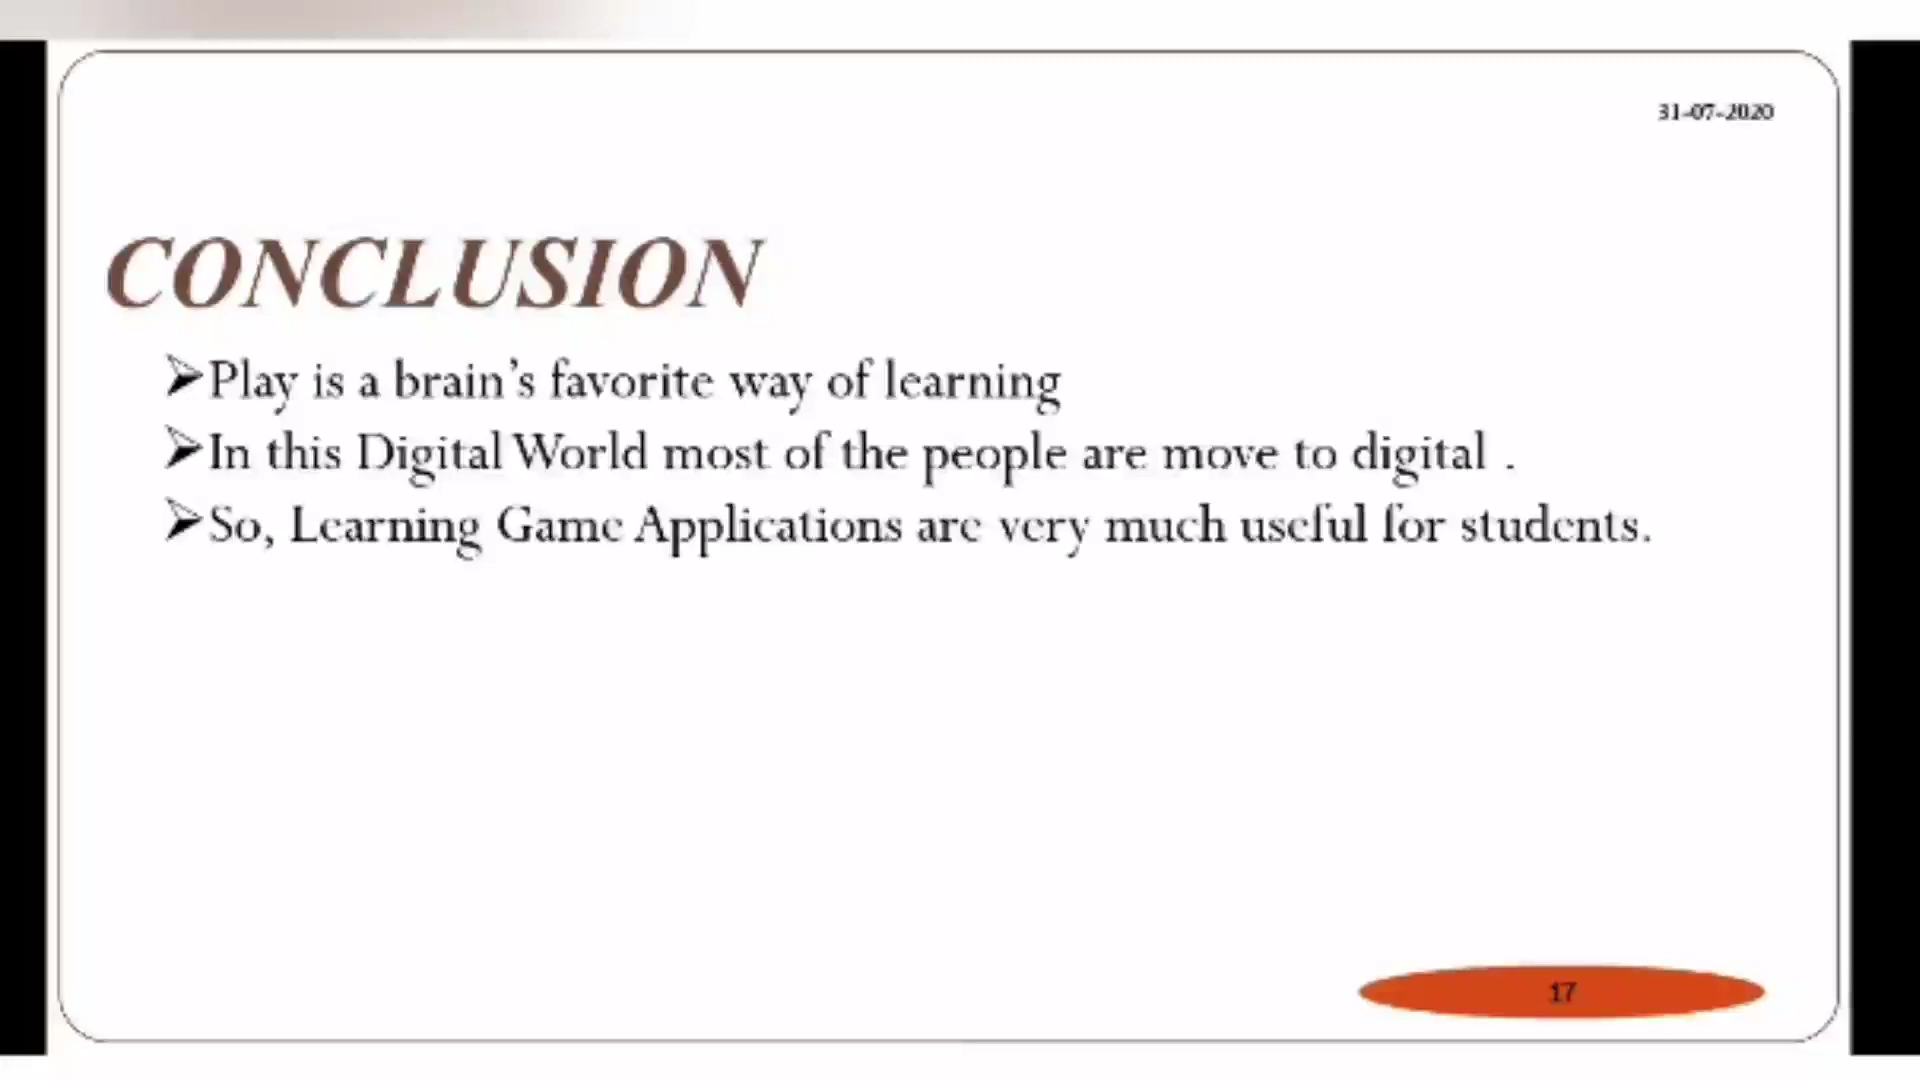 31-07-2020
CONCLUSION
➢Play is a brain’s favorite way of learning
➢In this Digital World most of the people are move to digital .
➢So, Learning Game Applications are very much useful for students.
17